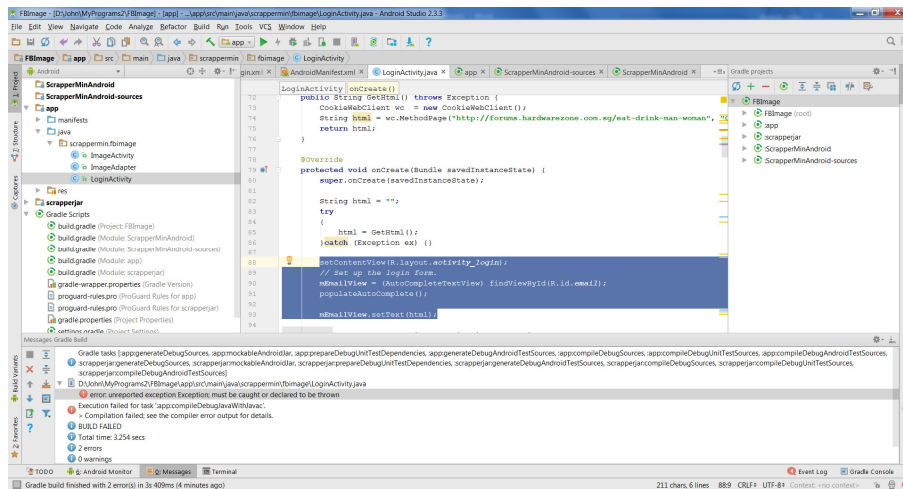 FBImage - [D:\John\MyPrograms2\FBImage] - [app] - ...\app\src\main\java\scrappermin\fbimage\LoginActivity.java - Android Studio 2.3.3
File Edit View Navigate Code Analyze Refactor Build Run Tools VCS Window Help
app
FBImage app src main java scrappermin fbimage LoginActivity
Android
gin.xml × AndroidManifest.xml × LoginActivity.java × app × ScrapperMinAndroid-sources × ScrapperMinAndroid ×
Gradle projects
1: Project
Structure
Captures
ScrapperMinAndroid
ScrapperMinAndroid-sources
app
manifests
java
scrappermin.fbimage
ImageActivity
ImageAdapter
LoginActivity
res
scrapperjar
Gradle Scripts
build.gradle (Project: FBImage)
build.gradle (Module: ScrapperMinAndroid)
build.gradle (Module: ScrapperMinAndroid-sources)
build.gradle (Module: app)
build.gradle (Module: scrapperjar)
gradle-wrapper.properties (Gradle Version)
proguard-rules.pro (ProGuard Rules for app)
proguard-rules.pro (ProGuard Rules for scrapperjar)
gradle.properties (Project Properties)
settings.gradle (Project Settings)
LoginActivity onCreate()
72 public String GetHtml() throws Exception {
73 CookieWebClient wc = new CookieWebClient();
74 String html = wc.MethodPage("http://forums.hardwarezone.com.sg/eat-drink-man-woman",
75 return html;
76 }
77
78 @Override
79 protected void onCreate(Bundle savedInstanceState) {
80 super.onCreate(savedInstanceState);
81
82 String html = "";
83 try
84 {
85 html = GetHtml();
86 }catch (Exception ex) {}
87
88 setContentView(R.layout.activity_login);
89 // Set up the login form.
90 mEmailView = (AutoCompleteTextView) findViewById(R.id.email);
91 populateAutoComplete();
92
93 mEmailView.setText(html);
94
FBImage
FBImage (root)
:app
:scrapperjar
:ScrapperMinAndroid
:ScrapperMinAndroid-sources
Messages Gradle Build
Gradle tasks [:app:generateDebugSources, :app:mockableAndroidJar, :app:prepareDebugUnitTestDependencies, :app:generateDebugAndroidTestSources, :app:compileDebugSources, :app:compileDebugUnitTestSources, :app:compileDebugAndroidTestSources,
:scrapperjar:generateDebugSources, :scrapperjar:mockableAndroidJar, :scrapperjar:prepareDebugUnitTestDependencies, :scrapperjar:generateDebugAndroidTestSources, :scrapperjar:compileDebugSources, :scrapperjar:compileDebugUnitTestSources,
:scrapperjar:compileDebugAndroidTestSources]
D:\John\MyPrograms2\FBImage\app\src\main\java\scrappermin\fbimage\LoginActivity.java
error: unreported exception Exception; must be caught or declared to be thrown
Execution failed for task ':app:compileDebugJavaWithJavac'.
> Compilation failed; see the compiler error output for details.
BUILD FAILED
Total time: 3.254 secs
2 errors
0 warnings
Build Variants
2: Favorites
TODO 6: Android Monitor 0: Messages Terminal Event Log Gradle Console
Gradle build finished with 2 error(s) in 3s 409ms (4 minutes ago) 211 chars, 6 lines 88:9 CRLF÷ UTF-8÷ Context: <no context>